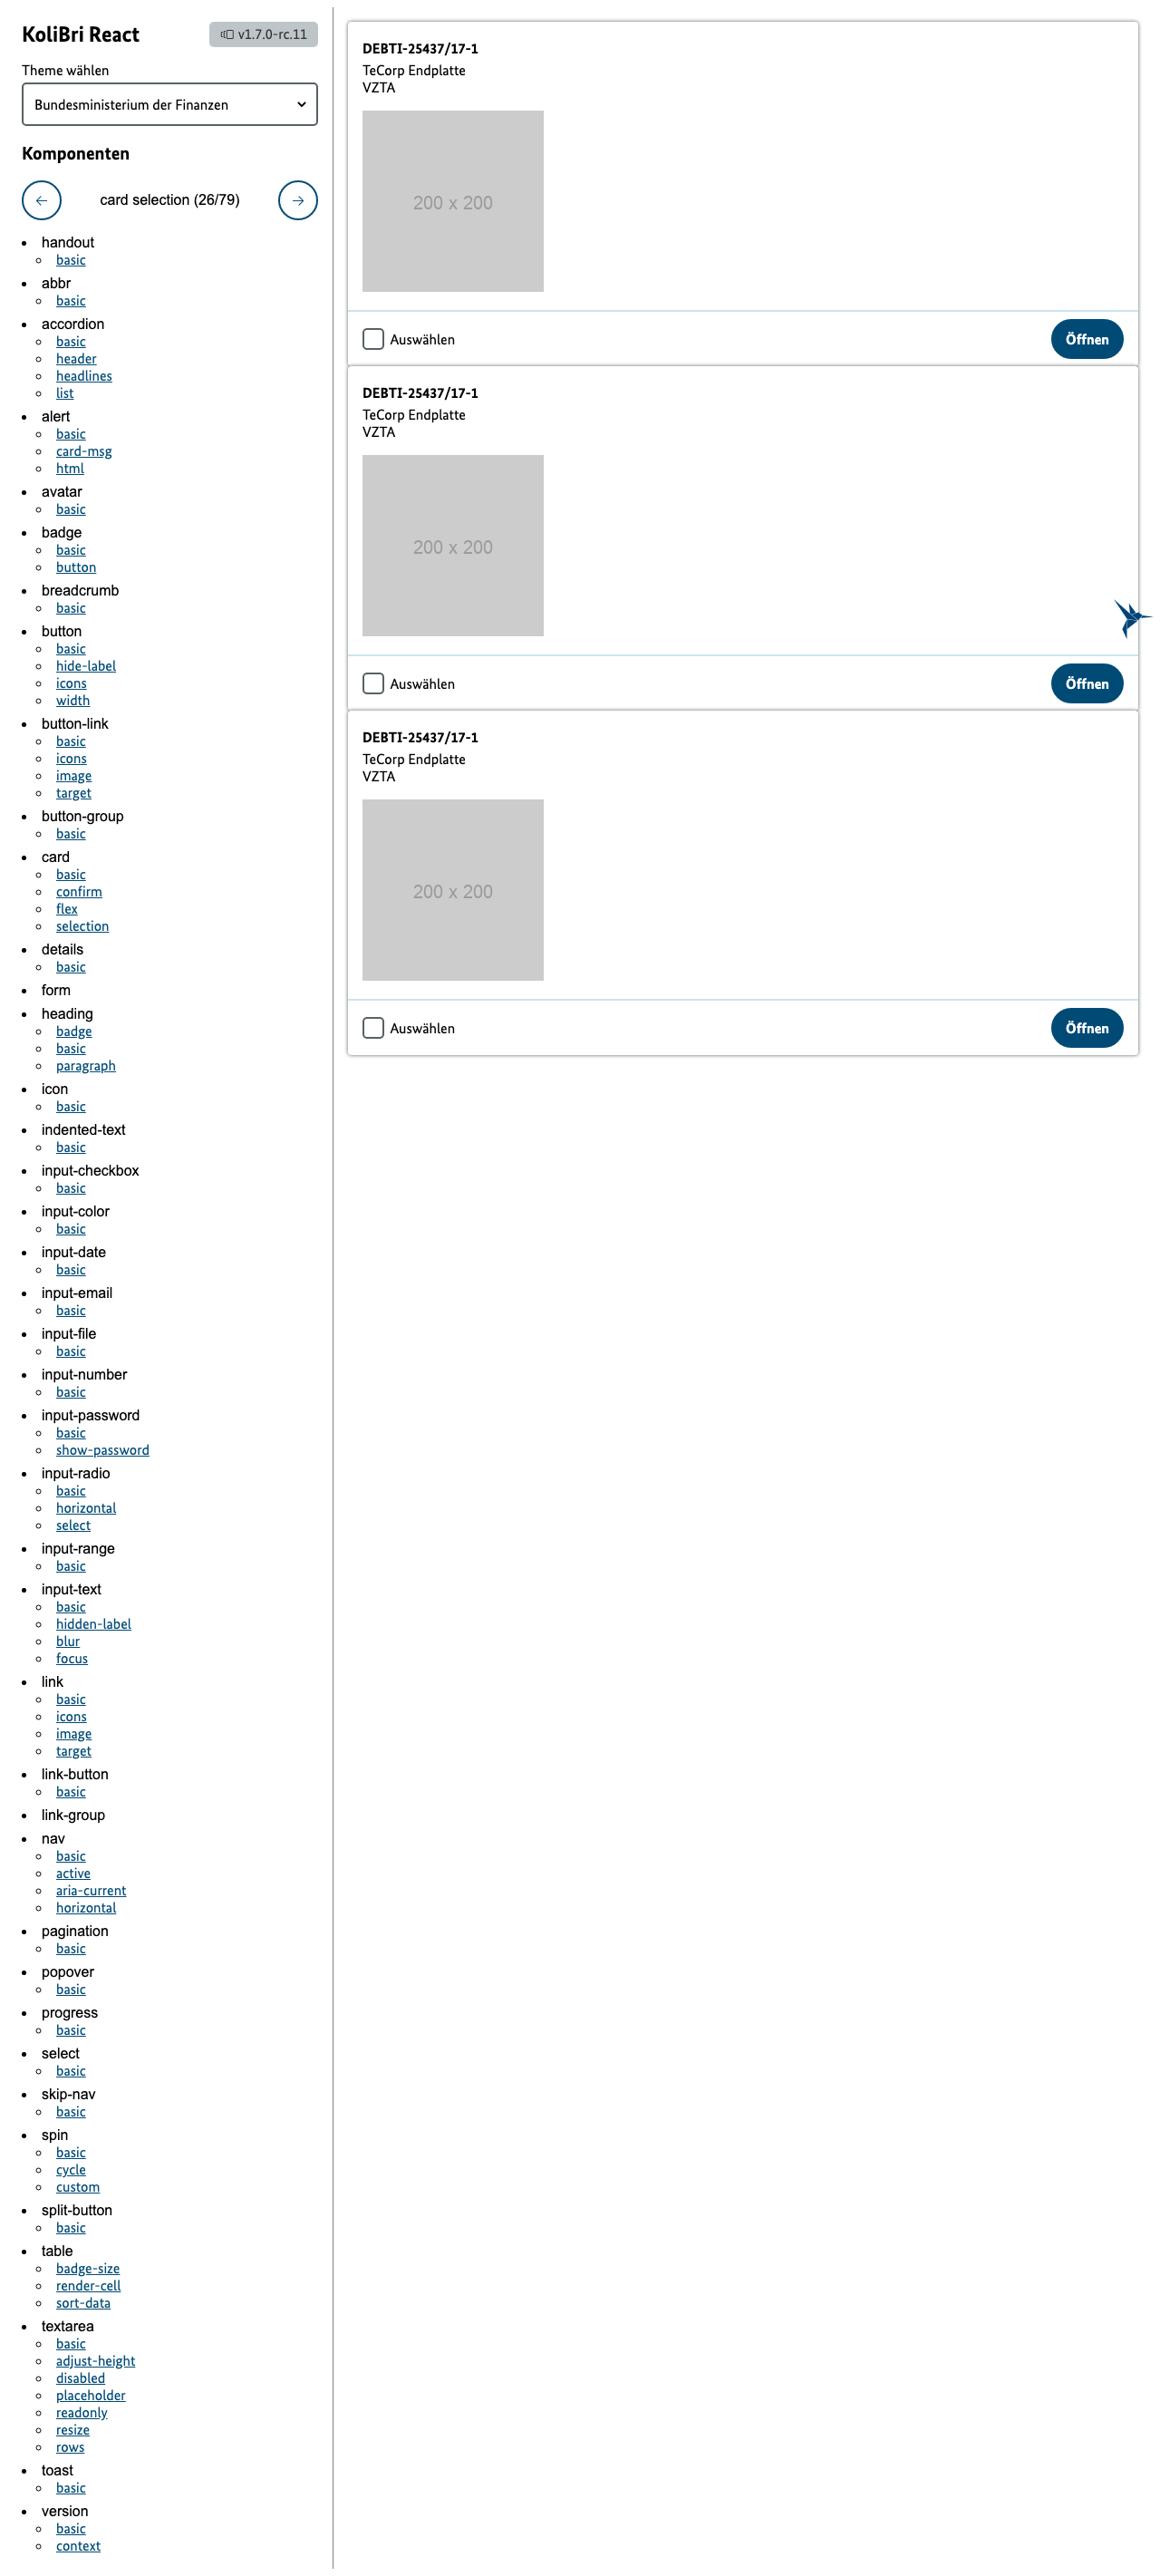 KoliBri React
v1.7.0-rc.11
Theme wählen
Bundesministerium der Finanzen
Komponenten
card selection (26/79)
handout
basic
abbr
basic
accordion
basic
header
headlines
list
alert
basic
card-msg
html
avatar
basic
badge
basic
button
breadcrumb
basic
button
basic
hide-label
icons
width
button-link
basic
icons
image
target
button-group
basic
card
basic
confirm
flex
selection
details
basic
form
heading
badge
basic
paragraph
icon
basic
indented-text
basic
input-checkbox
basic
input-color
basic
input-date
basic
input-email
basic
input-file
basic
input-number
basic
input-password
basic
show-password
input-radio
basic
horizontal
select
input-range
basic
input-text
basic
hidden-label
blur
focus
link
basic
icons
image
target
link-button
basic
link-group
nav
basic
active
aria-current
horizontal
pagination
basic
popover
basic
progress
basic
select
basic
skip-nav
basic
spin
basic
cycle
custom
split-button
basic
table
badge-size
render-cell
sort-data
textarea
basic
adjust-height
disabled
placeholder
readonly
resize
rows
toast
basic
version
basic
context
DEBTI-25437/17-1
TeCorp Endplatte
VZTA
200 x 200
Auswählen
Öffnen
DEBTI-25437/17-1
TeCorp Endplatte
VZTA
200 x 200
Auswählen
Öffnen
DEBTI-25437/17-1
TeCorp Endplatte
VZTA
200 x 200
Auswählen
Öffnen